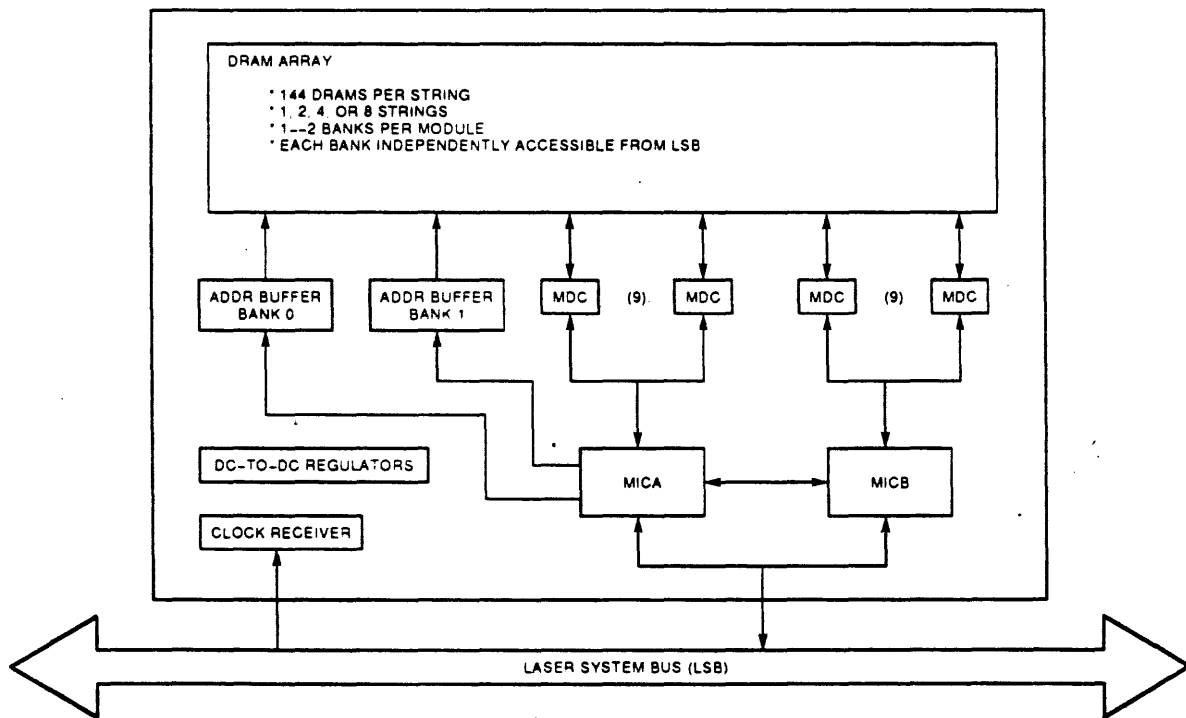 DRAM ARRAY
* 144 DRAMS PER STRING
* 1, 2, 4, OR 8 STRINGS
* 1--2 BANKS PER MODULE
* EACH BANK INDEPENDENTLY ACCESSIBLE FROM LSB
ADDR BUFFER
BANK 0
ADDR BUFFER
BANK 1
MDC
(9)
MDC
MDC
(9)
MDC
DC-TO-DC REGULATORS
MICA
MICB
CLOCK RECEIVER
LASER SYSTEM BUS (LSB)